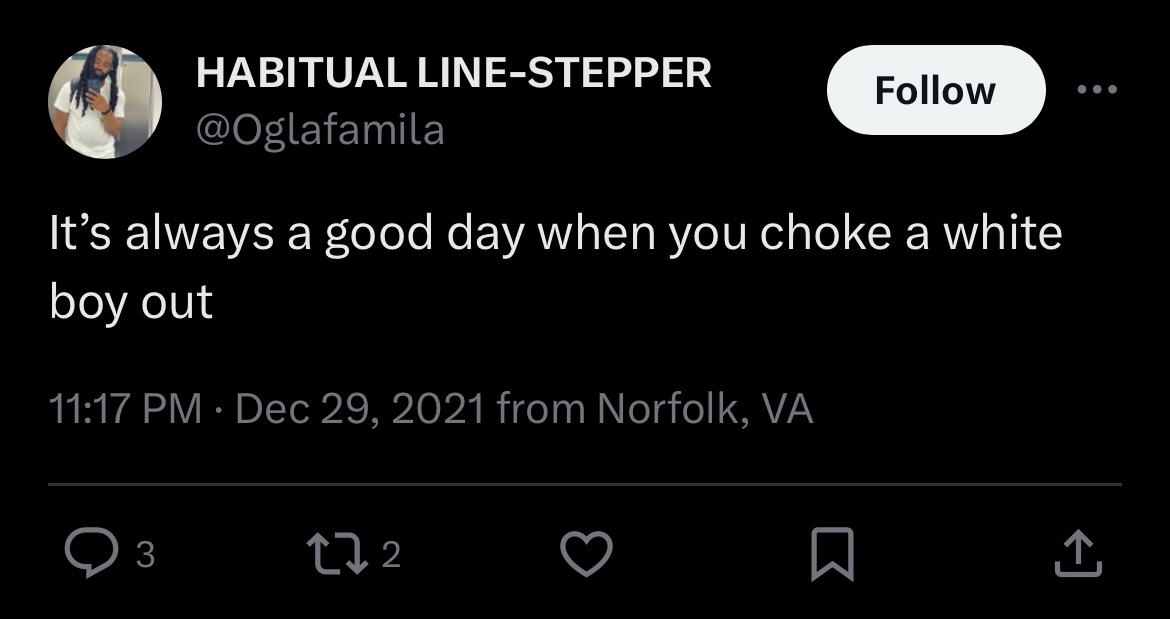 HABITUAL LINE-STEPPER
@Oglafamila
Follow
It’s always a good day when you choke a white
boy out
11:17 PM · Dec 29, 2021 from Norfolk, VA
3
2